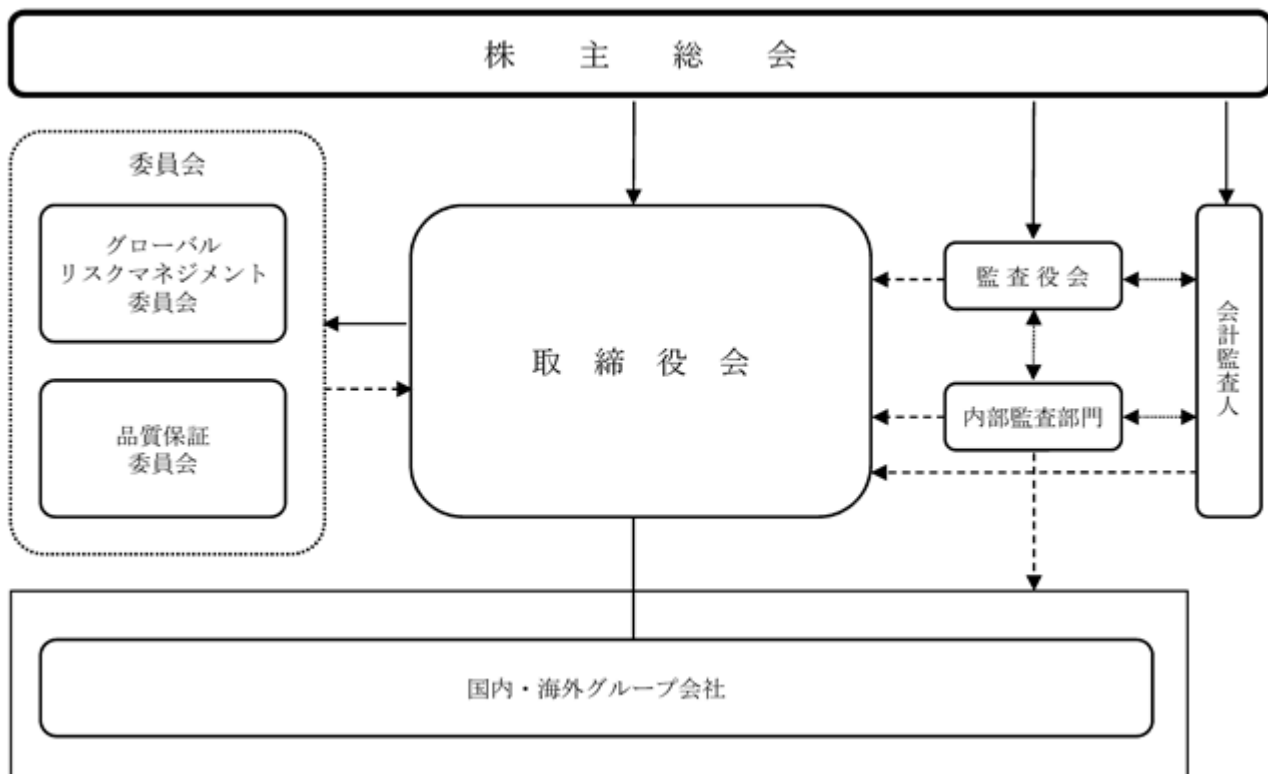 株主総会
委員会
グローバル
リスクマネジメント
委員会
品質保証
委員会
取締役会
監査役会
内部監査部門
会計監査人
国内・海外グループ会社